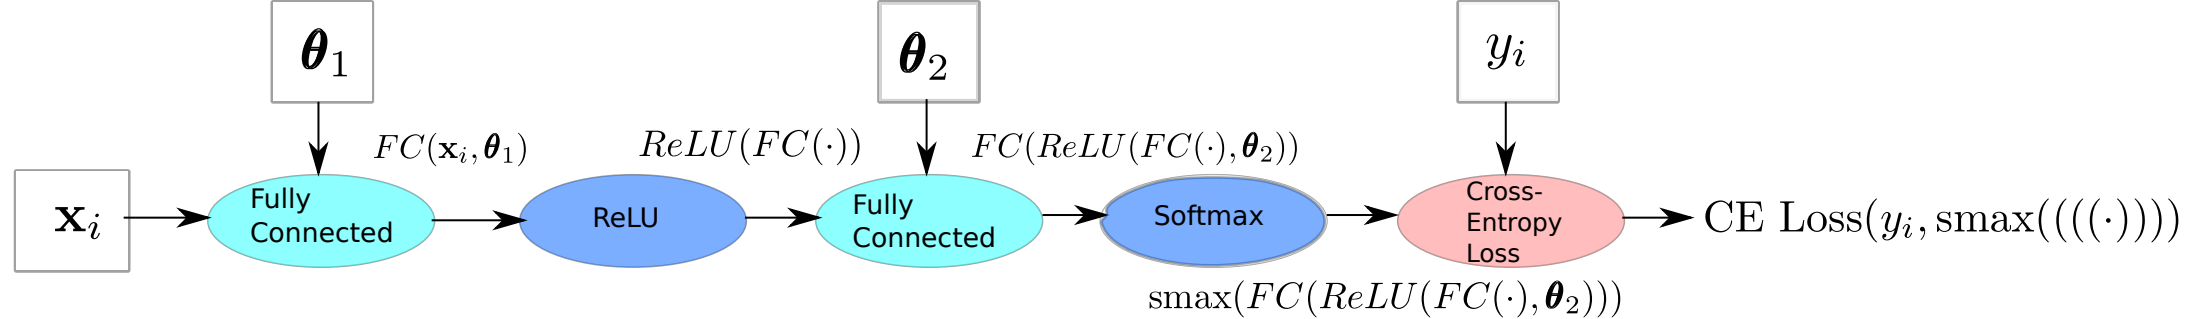 𝜽₁
𝜽₂
yᵢ
FC(𝐱ᵢ, 𝜽₁)
ReLU(FC(·))
FC(ReLU(FC(·), 𝜽₂))
𝐱ᵢ
Fully
Connected
ReLU
Fully
Connected
Softmax
Cross-
Entropy
Loss
CE Loss(yᵢ, smax((((·))))
smax(FC(ReLU(FC(·), 𝜽₂)))